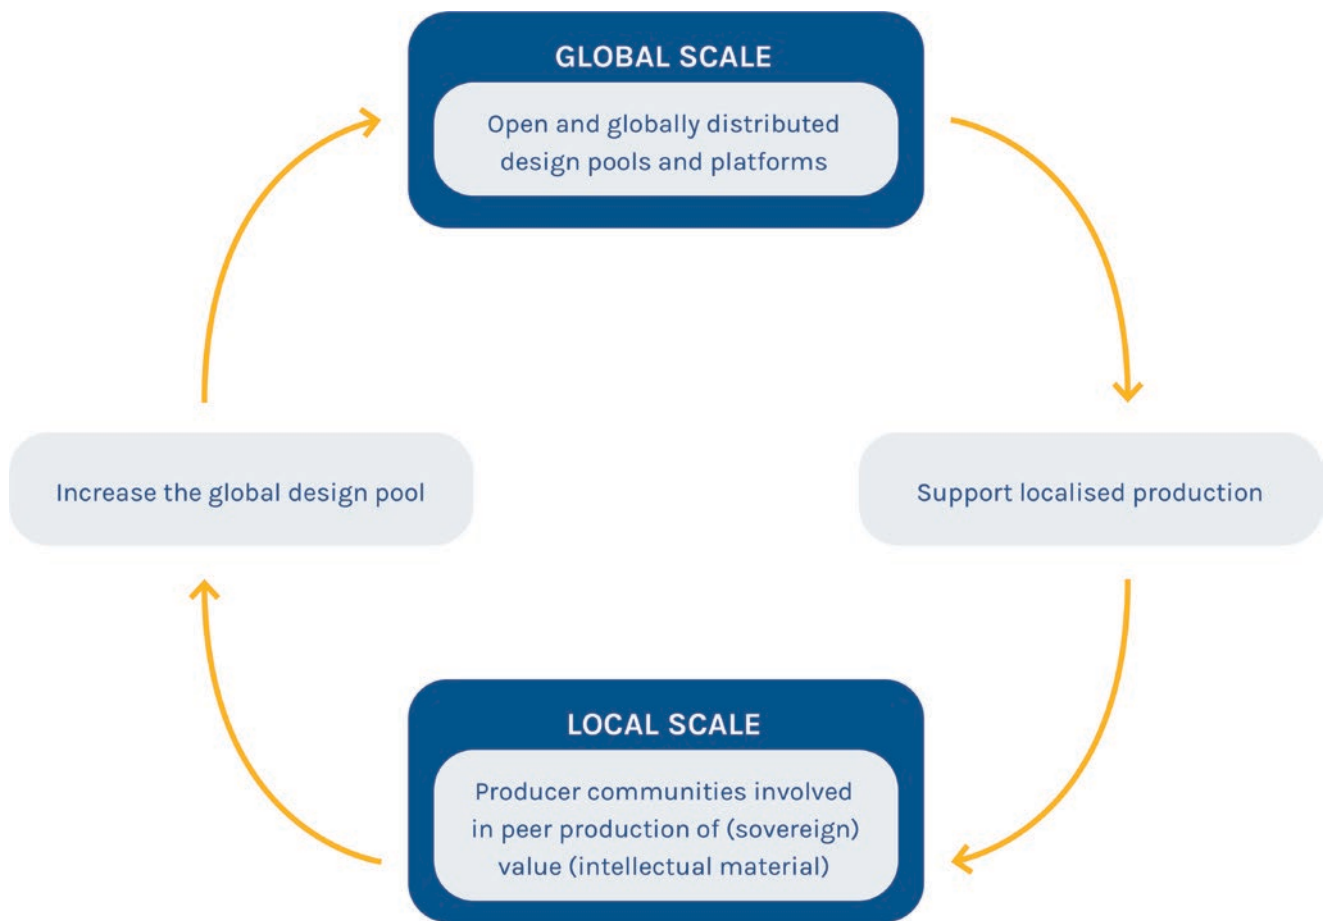 GLOBAL SCALE
Open and globally distributed
design pools and platforms
Increase the global design pool
Support localised production
LOCAL SCALE
Producer communities involved
in peer production of (sovereign)
value (intellectual material)